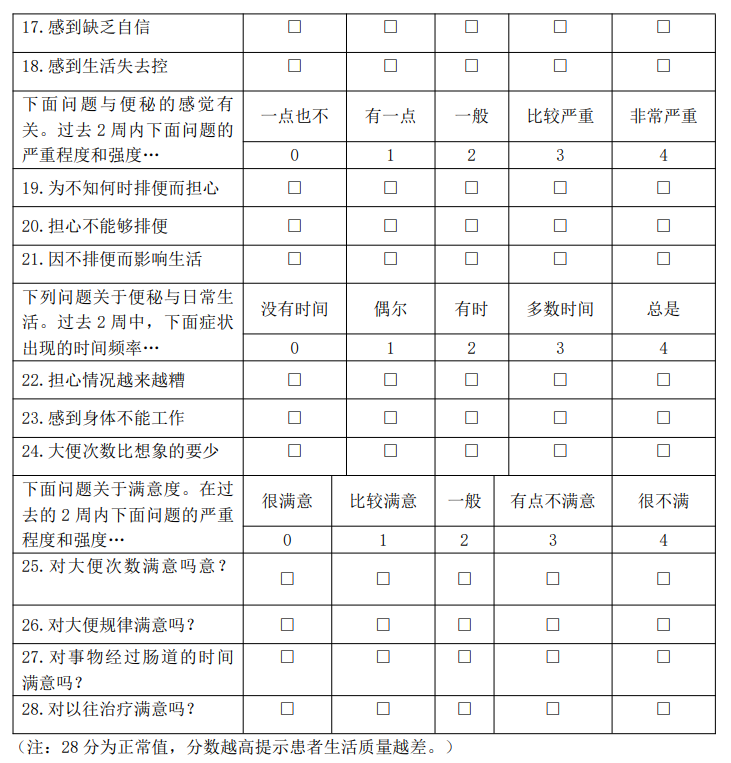 17.感到缺乏自信 □ □ □ □ □
18.感到生活失去控 □ □ □ □ □
下面问题与便秘的感觉有
关。过去2周内下面问题的
严重程度和强度…
一点也不 有一点 一般 比较严重 非常严重
0 1 2 3 4
19.为不知何时排便而担心 □ □ □ □ □
20.担心不能够排便 □ □ □ □ □
21.因不排便而影响生活 □ □ □ □ □
下列问题关于便秘与日常生
活。过去2周中，下面症状
出现的时间频率…
没有时间 偶尔 有时 多数时间 总是
0 1 2 3 4
22.担心情况越来越糟 □ □ □ □ □
23.感到身体不能工作 □ □ □ □ □
24.大便次数比想象的要少 □ □ □ □ □
下面问题关于满意度。在过
去的2周内下面问题的严重
程度和强度…
很满意 比较满意 一般 有点不满意 很不满
0 1 2 3 4
25.对大便次数满意吗意？ □ □ □ □ □
26.对大便规律满意吗？ □ □ □ □ □
27.对事物经过肠道的时间
满意吗？ □ □ □ □ □
28.对以往治疗满意吗？ □ □ □ □ □
（注：28分为正常值，分数越高提示患者生活质量越差。）